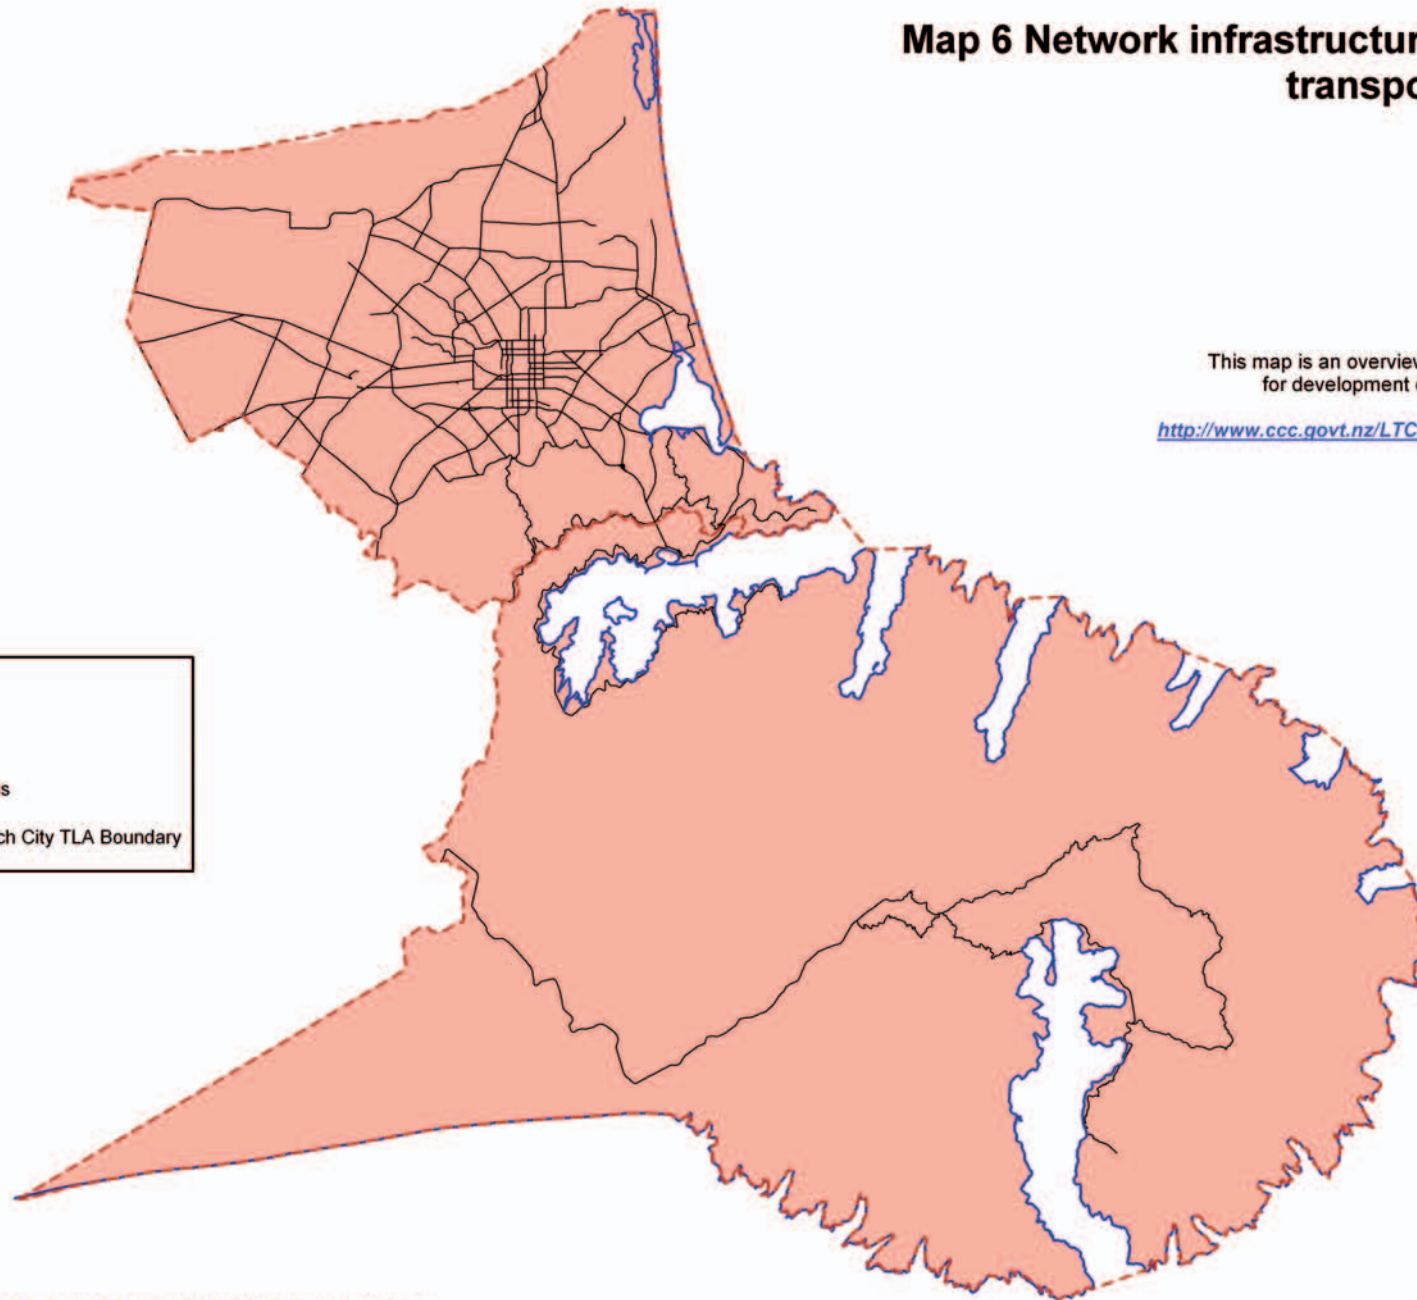 Map 6 Network infrastructur
transpo
This map is an overview
for development
http://www.ccc.govt.nz/LTC
s
ch City TLA Boundary